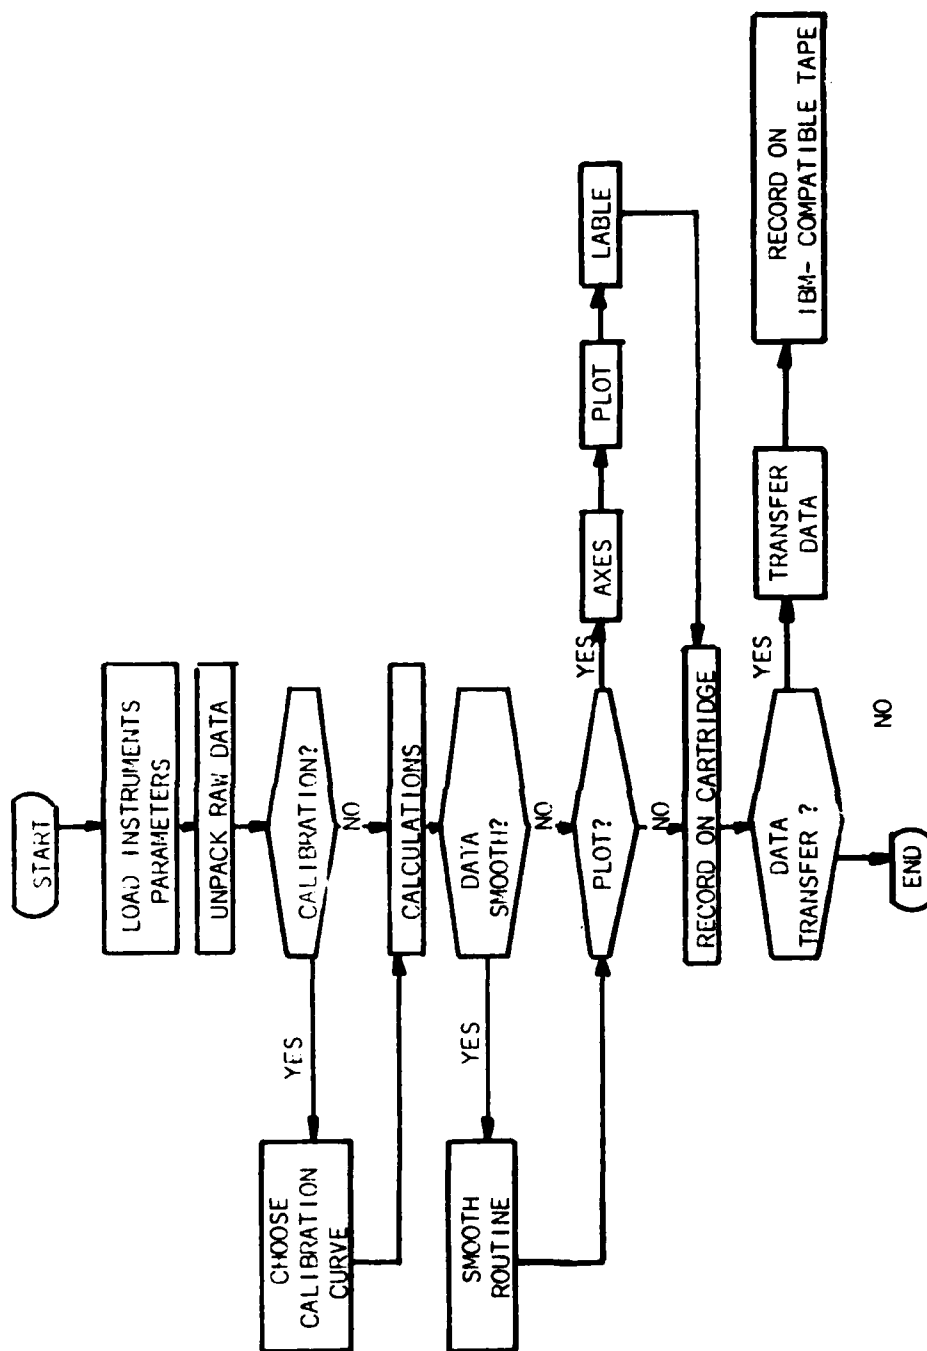 START
LOAD INSTRUMENTS
PARAMETERS
UNPACK RAW DATA
CALIBRATION?
YES
NO
CHOOSE
CALIBRATION
CURVE
CALCULATIONS
DATA
SMOOTH?
YES
NO
SMOOTH
ROUTINE
PLOT?
YES
NO
AXES
PLOT
LABLE
RECORD ON CARTRIDGE
DATA
TRANSFER ?
YES
NO
TRANSFER
DATA
RECORD ON
IBM- COMPATIBLE TAPE
END